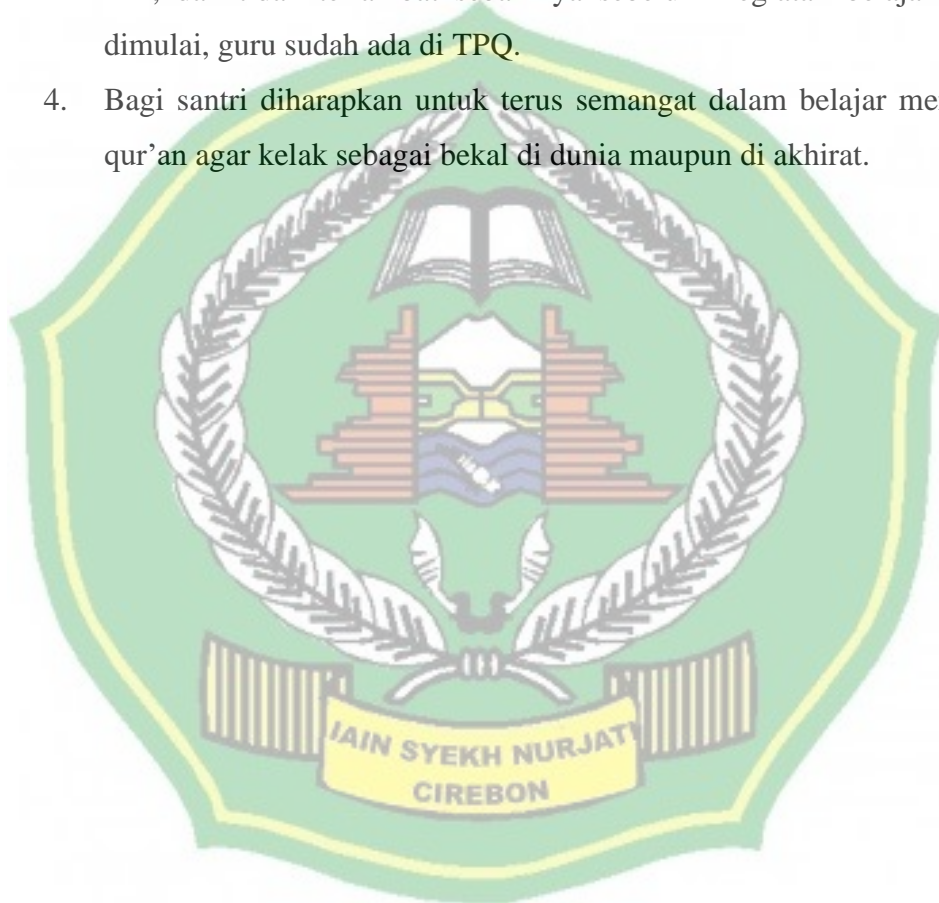 dimulai, guru sudah ada di TPQ.
4. Bagi santri diharapkan untuk terus semangat dalam belajar
qur’an agar kelak sebagai bekal di dunia maupun di akhirat.
IAIN SYEKH NURJATI
CIREBON